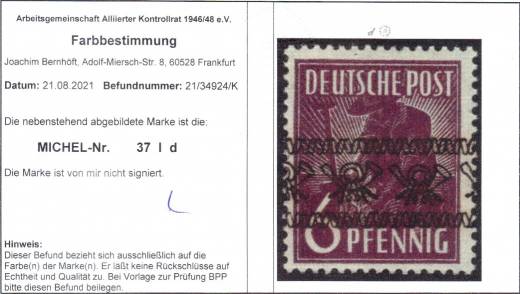 Arbeitsgemeinschaft Alliierter Kontrollrat 1946/48 e.V.
Farbbestimmung
Joachim Bernhöft, Adolf-Miersch-Str. 8, 60528 Frankfurt
Datum: 21.08.2021 Befundnummer: 21/34924/K
Die nebenstehend abgebildete Marke ist die:
MICHEL-Nr. 37 I d
Die Marke ist von mir nicht signiert.
Hinweis:
Dieser Befund bezieht sich ausschließlich auf die
Farbe(n) der Marke(n). Er läßt keine Rückschlüsse auf
Echtheit und Qualität zu. Bei Vorlage zur Prüfung BPP
bitte diesen Befund beilegen.
d
DEUTSCHE POST
6 PFENNIG